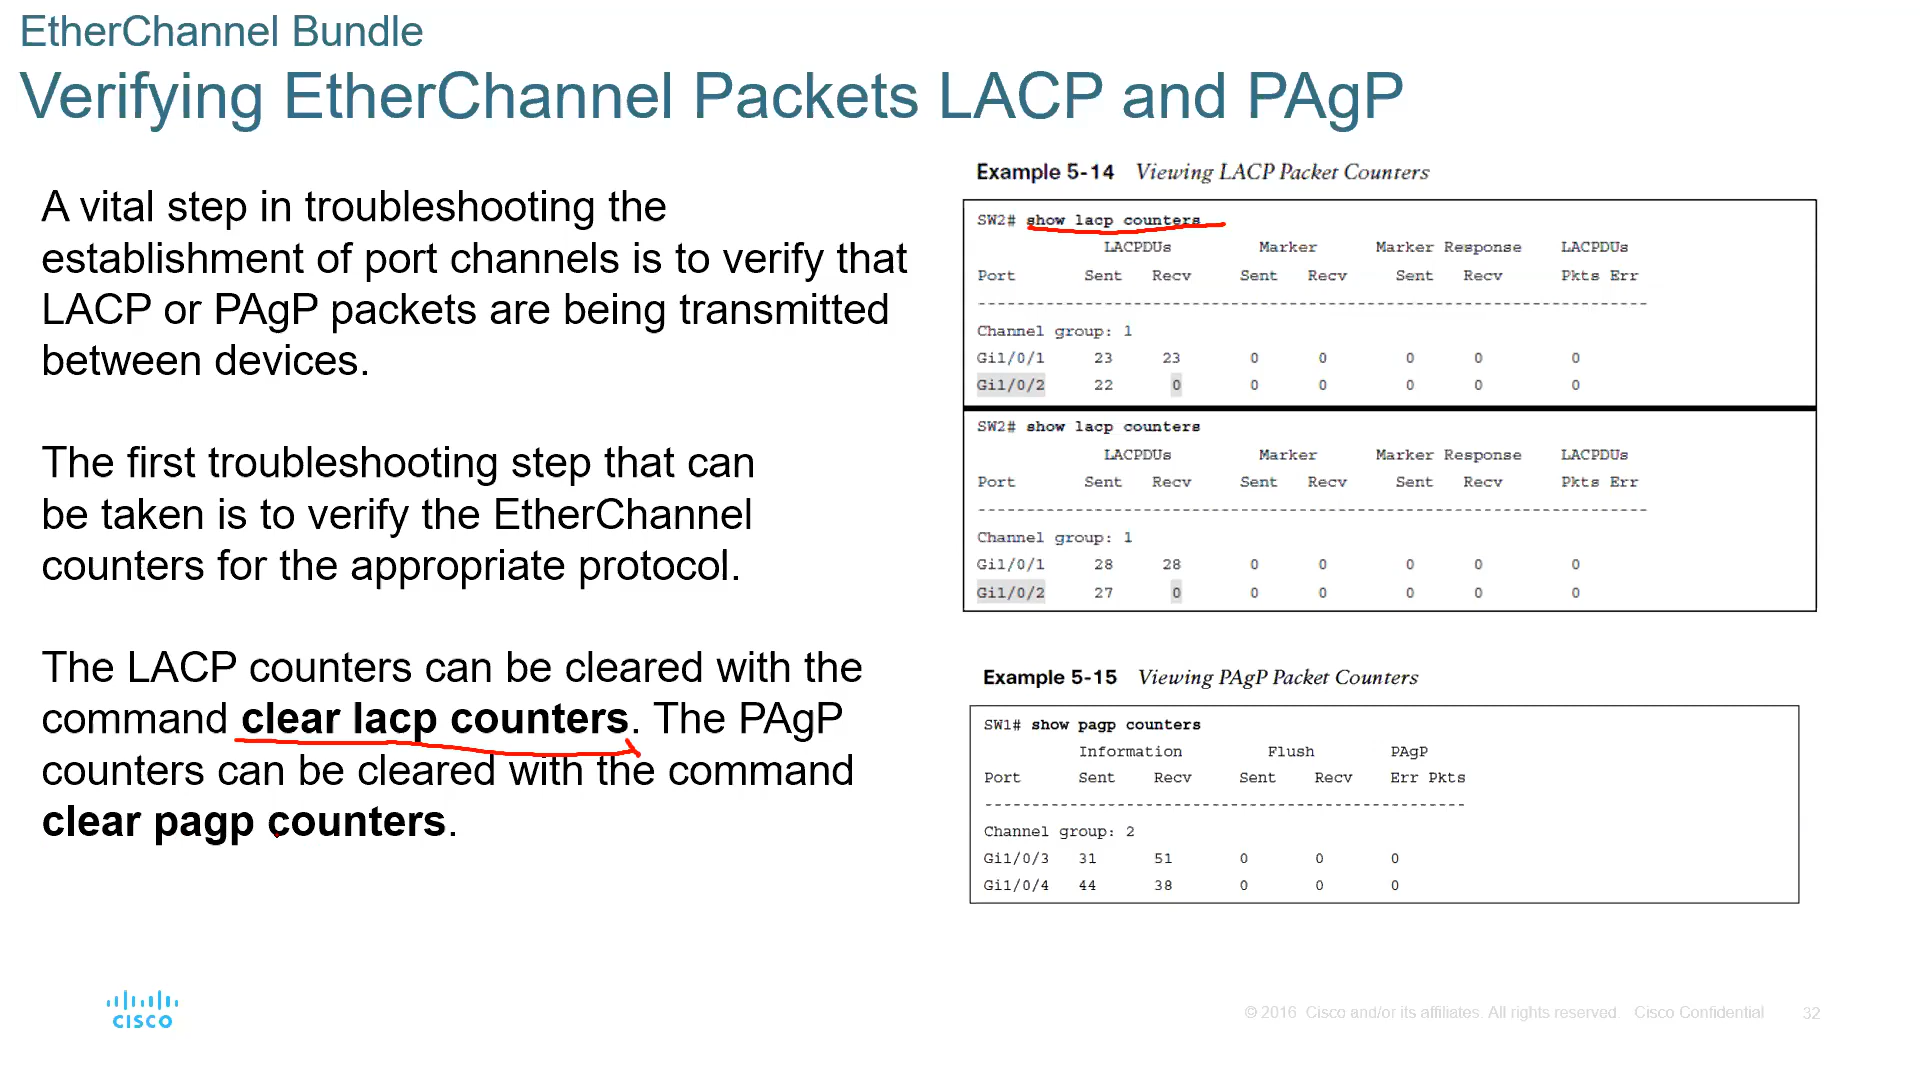 EtherChannel Bundle
Verifying EtherChannel Packets LACP and PAgP
A vital step in troubleshooting the
establishment of port channels is to verify that
LACP or PAgP packets are being transmitted
between devices.
The first troubleshooting step that can
be taken is to verify the EtherChannel
counters for the appropriate protocol.
The LACP counters can be cleared with the
command clear lacp counters. The PAgP
counters can be cleared with the command
clear pagp counters.
Example 5-14 Viewing LACP Packet Counters
SW2# show lacp counters
LACPDUs Marker Marker Response LACPDUs
Port Sent Recv Sent Recv Sent Recv Pkts Err
---------------------------------------------------------------------
Channel group: 1
Gi1/0/1 23 23 0 0 0 0 0
Gi1/0/2 22 0 0 0 0 0 0
SW2# show lacp counters
LACPDUs Marker Marker Response LACPDUs
Port Sent Recv Sent Recv Sent Recv Pkts Err
---------------------------------------------------------------------
Channel group: 1
Gi1/0/1 28 28 0 0 0 0 0
Gi1/0/2 27 0 0 0 0 0 0
Example 5-15 Viewing PAgP Packet Counters
SW1# show pagp counters
Information Flush PAgP
Port Sent Recv Sent Recv Err Pkts
---------------------------------------------------
Channel group: 2
Gi1/0/3 31 51 0 0 0
Gi1/0/4 44 38 0 0 0
CISCO
© 2016 Cisco and/or its affiliates. All rights reserved. Cisco Confidential 32